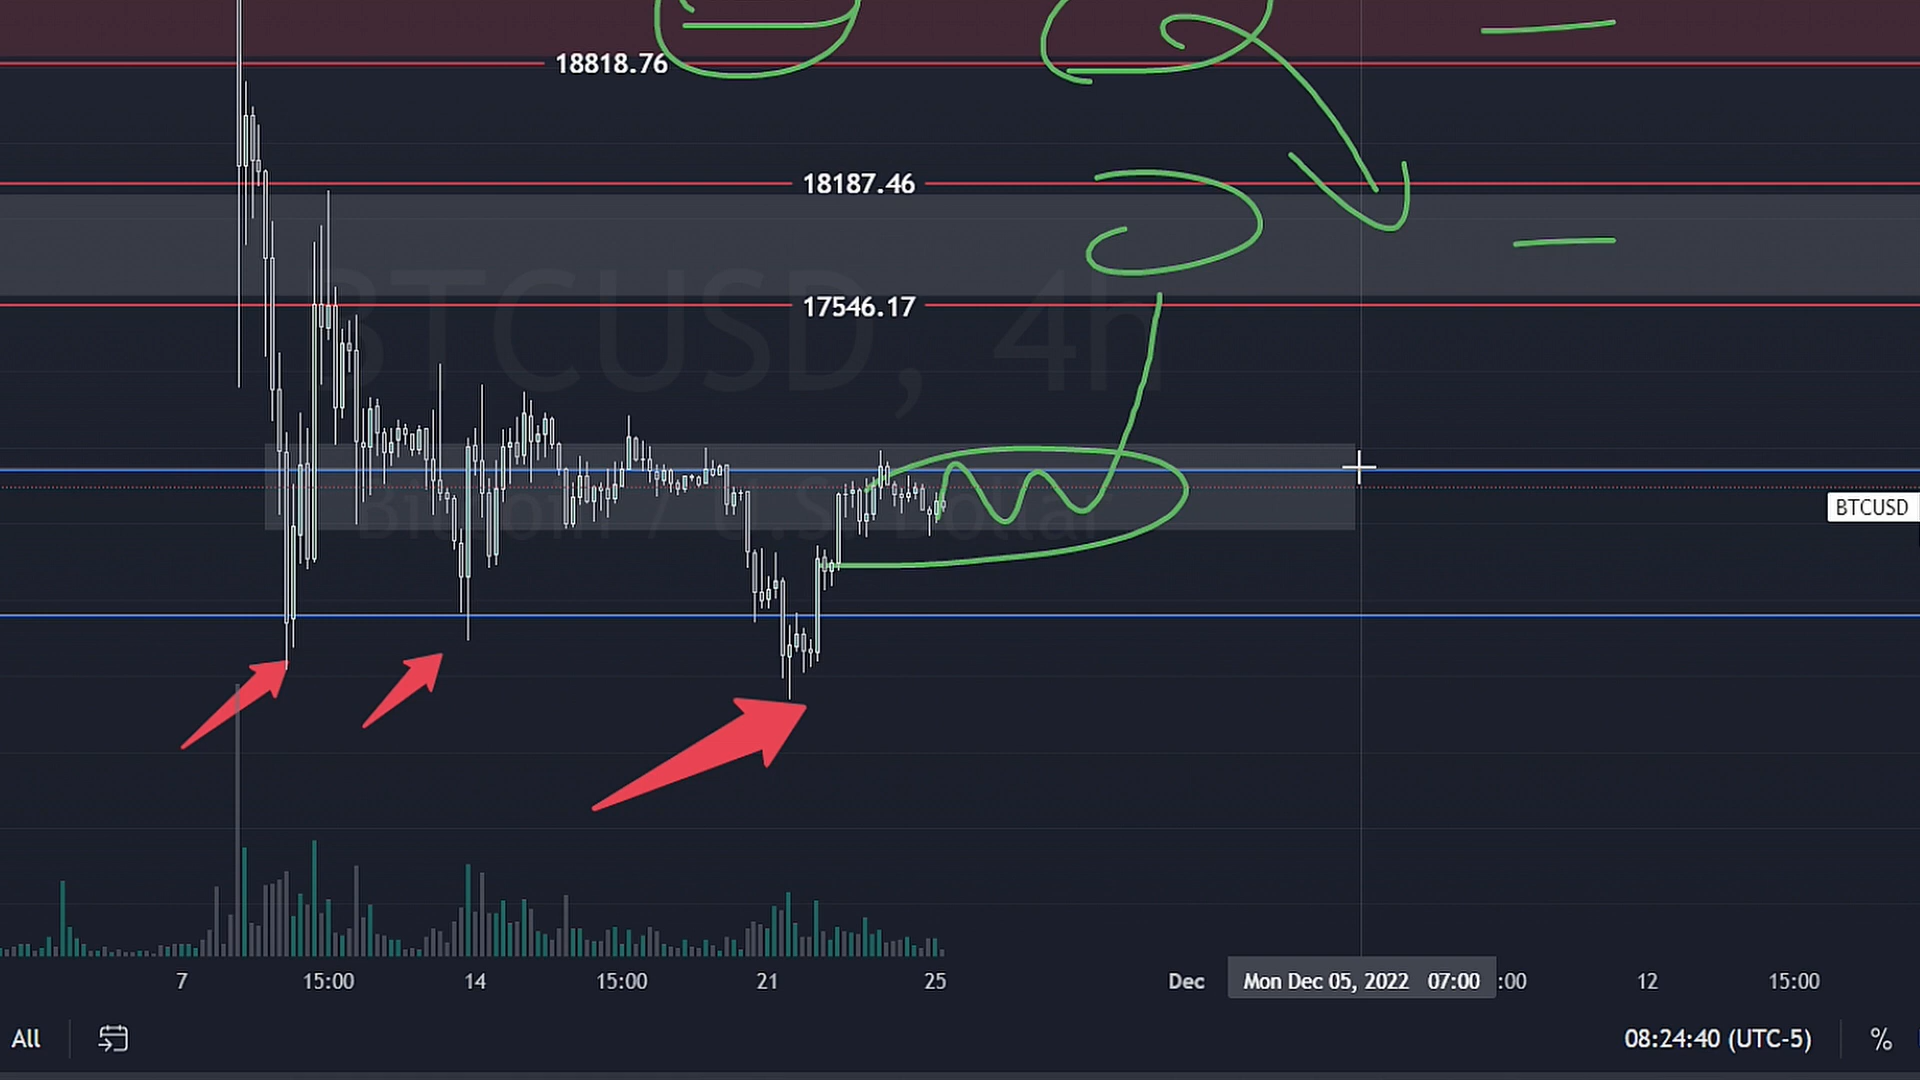 18818.76
18187.46
17546.17
BTCUSD, 4h
Bitcoin / U.S. Dollar
BTCUSD
7 15:00 14 15:00 21 25 Dec Mon Dec 05, 2022 07:00 :00 12 15:00
All 08:24:40 (UTC-5) %